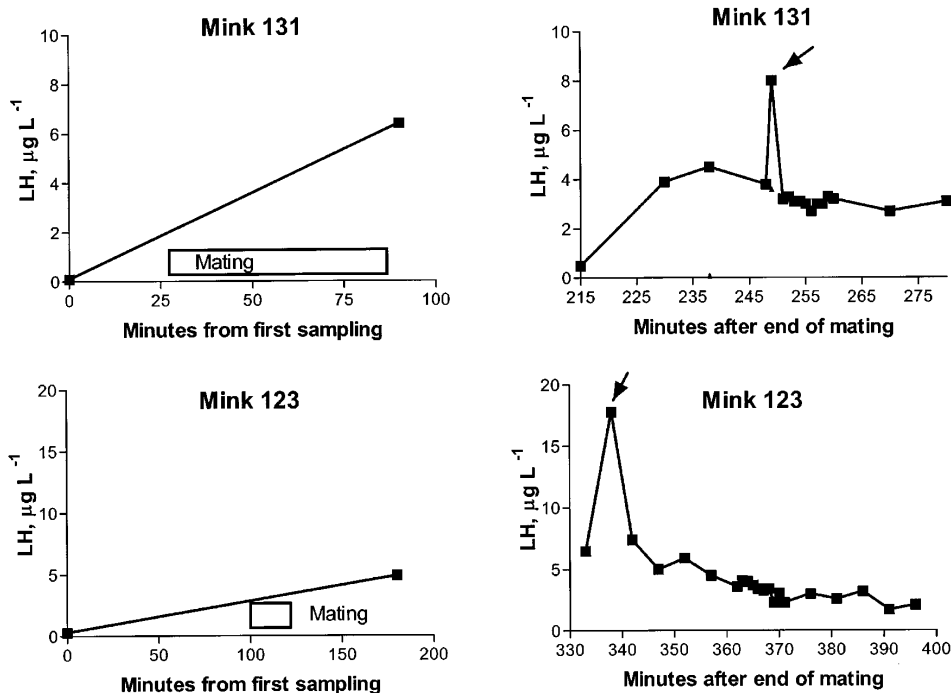 Mink 131
10
8
6
4
2
0
LH, µg L⁻¹
Mating
0 25 50 75 100
Minutes from first sampling
Mink 131
10
8
6
4
2
0
LH, µg L⁻¹
215 225 235 245 255 265 275
Minutes after end of mating
Mink 123
20
15
10
5
0
LH, µg L⁻¹
Mating
0 50 100 150 200
Minutes from first sampling
Mink 123
20
15
10
5
0
LH, µg L⁻¹
330 340 350 360 370 380 390 400
Minutes after end of mating